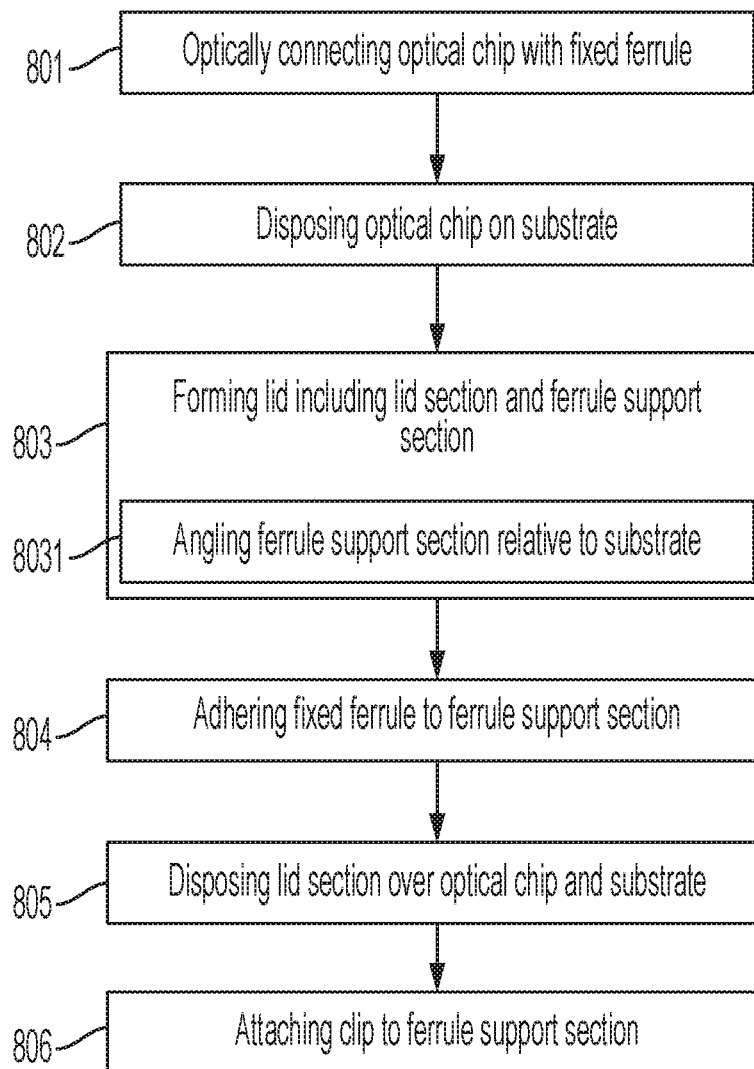 801
Optically connecting optical chip with fixed ferrule
802
Disposing optical chip on substrate
803
Forming lid including lid section and ferrule support
section
8031
Angling ferrule support section relative to substrate
804
Adhering fixed ferrule to ferrule support section
805
Disposing lid section over optical chip and substrate
806
Attaching clip to ferrule support section